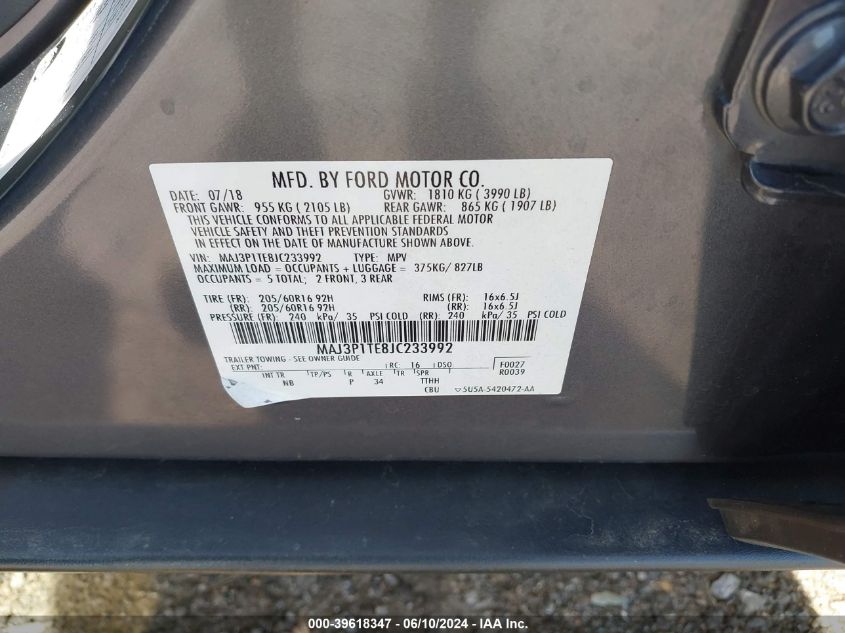 MFD. BY FORD MOTOR CO.
DATE: 07/18 GVWR: 1810 KG ( 3990 LB)
FRONT GAWR: 955 KG ( 2105 LB) REAR GAWR: 865 KG ( 1907 LB)
THIS VEHICLE CONFORMS TO ALL APPLICABLE FEDERAL MOTOR
VEHICLE SAFETY AND THEFT PREVENTION STANDARDS
IN EFFECT ON THE DATE OF MANUFACTURE SHOWN ABOVE.
VIN: MAJ3P1TE8JC233992 TYPE: MPV
MAXIMUM LOAD = OCCUPANTS + LUGGAGE = 375KG/ 827LB
OCCUPANTS = 5 TOTAL; 2 FRONT, 3 REAR
TIRE (FR): 205/60R16 92H RIMS (FR): 16x6.5J
(RR): 205/60R16 92H (RR): 16x6.5J
PRESSURE (FR): 240 kPa/ 35 PSI COLD (RR): 240 kPa/ 35 PSI COLD
MAJ3P1TE8JC233992
TRAILER TOWING - SEE OWNER GUIDE
EXT PNT: RC: 16 DSO F0027
INT TR TP/PS R AXLE TR SPR R0039
NB P 34 TTHH
CBU 5U5A-5420472-AA
000-39618347 - 06/10/2024 - IAA Inc.